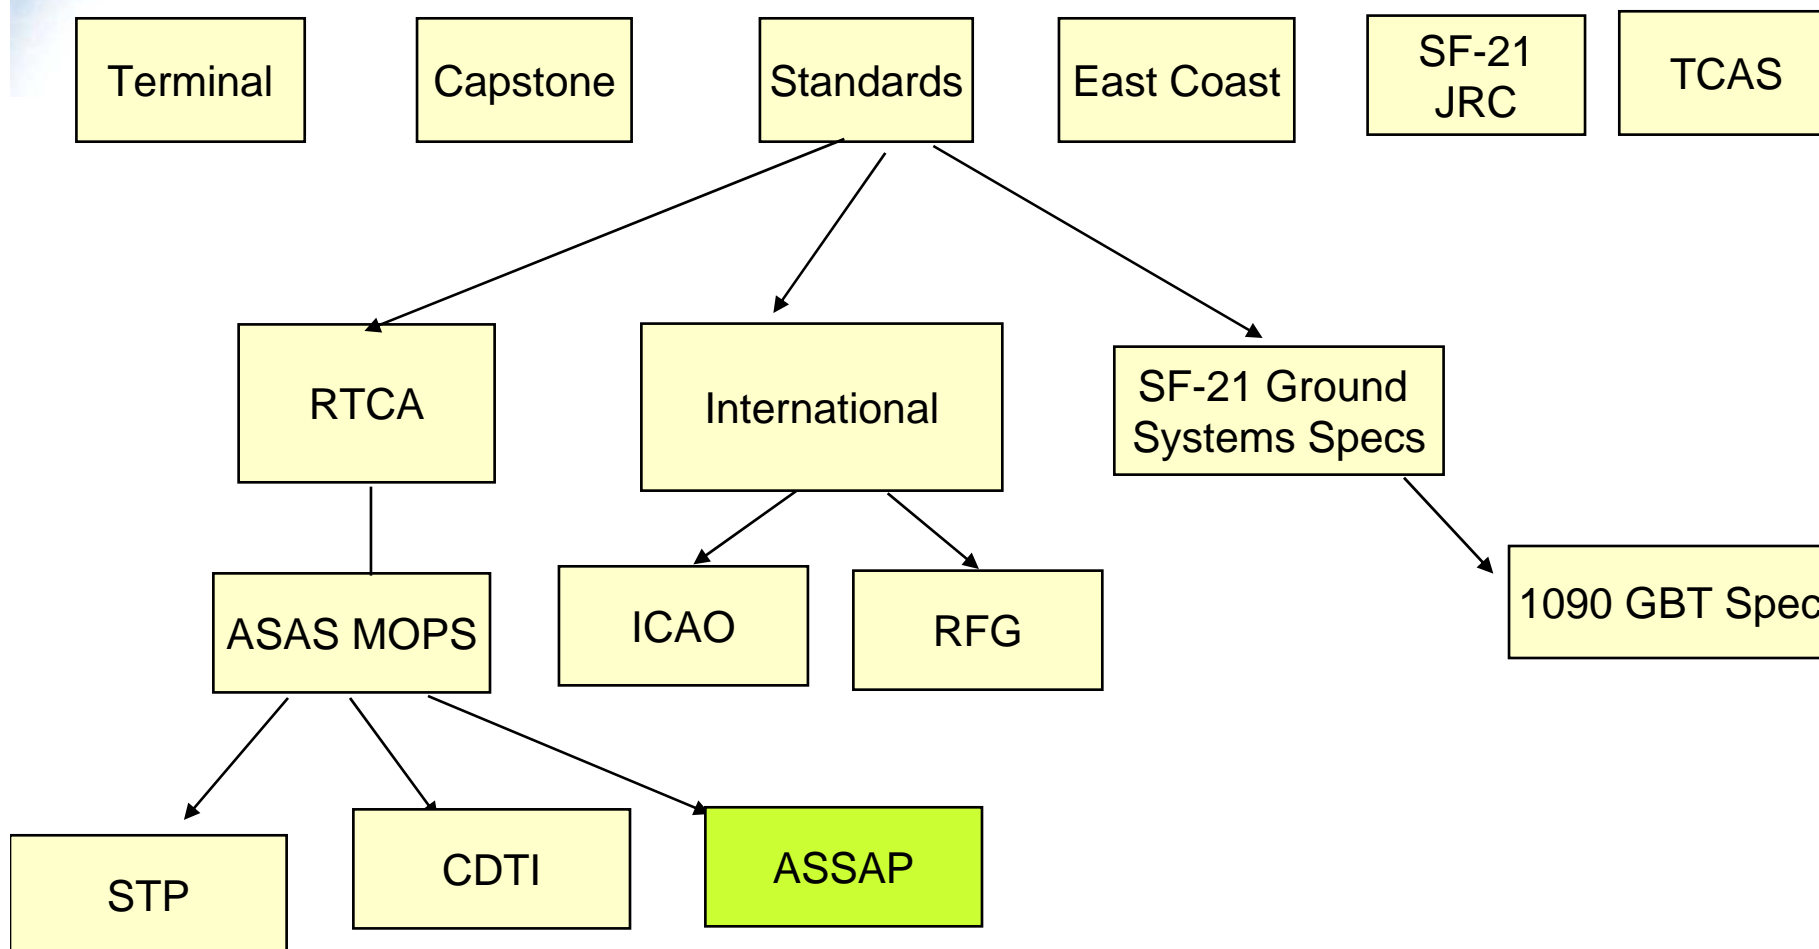 Terminal
Capstone
Standards
East Coast
SF-21
JRC
TCAS
RTCA
International
SF-21 Ground
Systems Specs
ASAS MOPS
ICAO
RFG
1090 GBT Spec
STP
CDTI
ASSAP